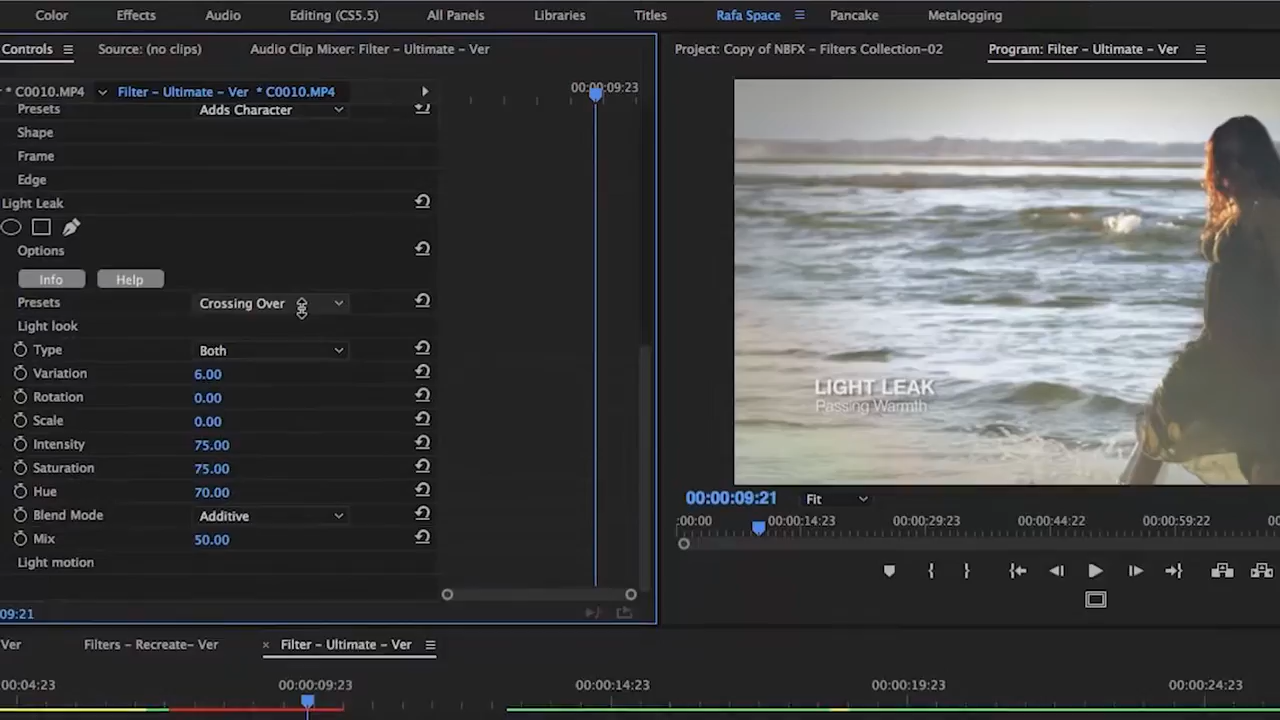 Color Effects Audio Editing (CS5.5) All Panels Libraries Titles Rafa Space Pancake Metalogging
Controls Source: (no clips) Audio Clip Mixer: Filter - Ultimate - Ver
* C0010.MP4 Filter - Ultimate - Ver * C0010.MP4
00:00:09:23
Presets Adds Character
Shape
Frame
Edge
Light Leak
Options
Info Help
Presets Crossing Over
Light look
Type Both
Variation 6.00
Rotation 0.00
Scale 0.00
Intensity 75.00
Saturation 75.00
Hue 70.00
Blend Mode Additive
Mix 50.00
Light motion
09:21
Project: Copy of NBFX - Filters Collection-02 Program: Filter - Ultimate - Ver
LIGHT LEAK
Passing Warmth
00:00:09:21 Fit
:00:00 00:00:14:23 00:00:29:23 00:00:44:22 00:00:59:22 00
Ver Filters - Recreate- Ver × Filter - Ultimate - Ver
00:04:23 00:00:09:23 00:00:14:23 00:00:19:23 00:00:24:23